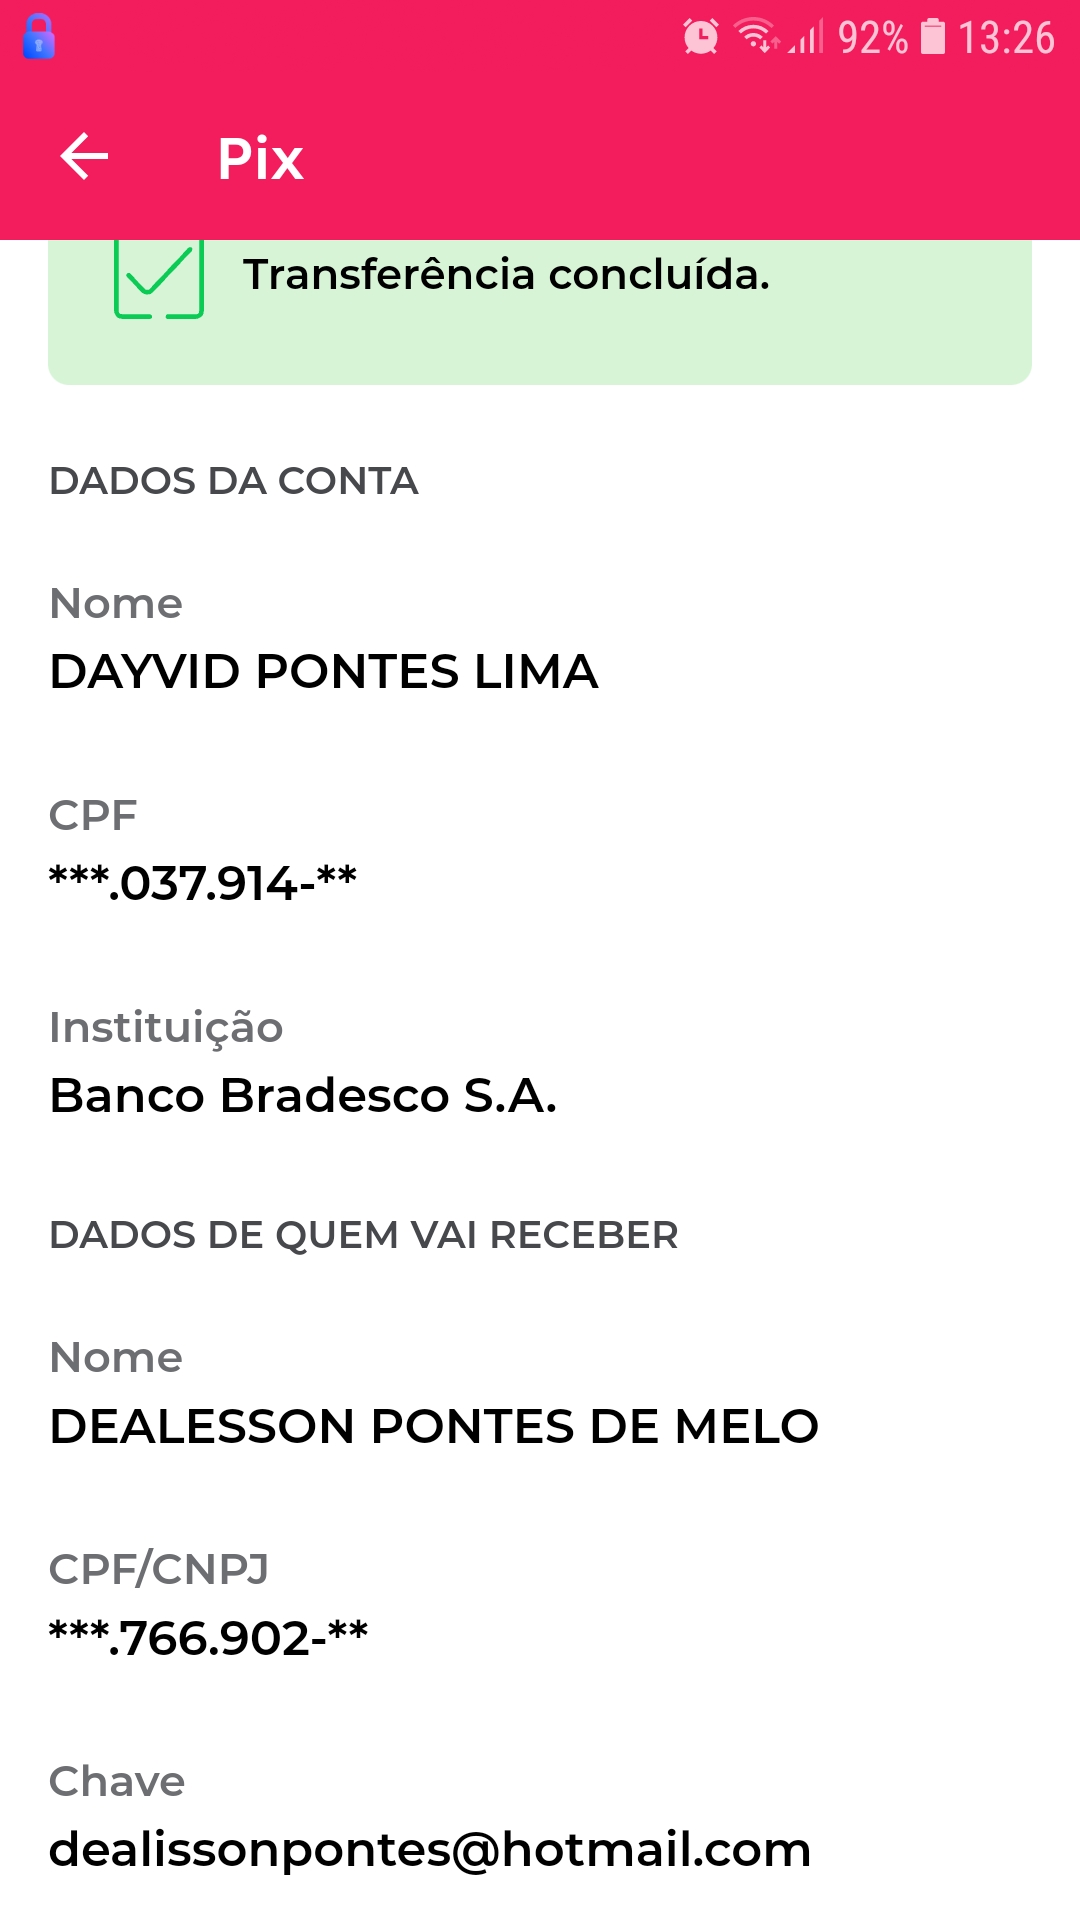 92% 13:26
Pix
Transferência concluída.
DADOS DA CONTA
Nome
DAYVID PONTES LIMA
CPF
***.037.914-**
Instituição
Banco Bradesco S.A.
DADOS DE QUEM VAI RECEBER
Nome
DEALESSON PONTES DE MELO
CPF/CNPJ
***.766.902-**
Chave
dealissonpontes@hotmail.com